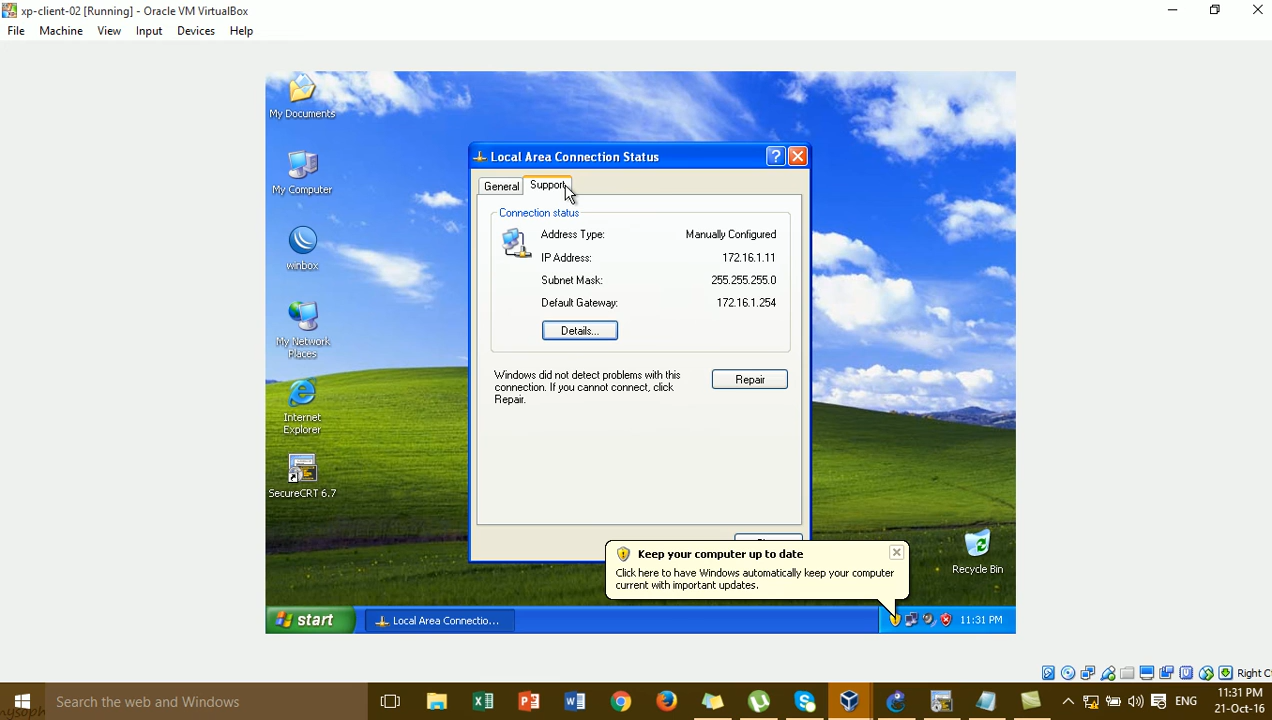 xp-client-02 [Running] - Oracle VM VirtualBox
File Machine View Input Devices Help
My Documents
My Computer
winbox
My Network
Places
Internet
Explorer
SecureCRT 6.7
Recycle Bin
Local Area Connection Status
General Support
Connection status
Address Type: Manually Configured
IP Address: 172.16.1.11
Subnet Mask: 255.255.255.0
Default Gateway: 172.16.1.254
Details...
Windows did not detect problems with this
connection. If you cannot connect, click
Repair.
Repair
Keep your computer up to date
Click here to have Windows automatically keep your computer
current with important updates.
start
Local Area Connectio...
11:31 PM
Right C
Search the web and Windows
ENG
11:31 PM
21-Oct-16